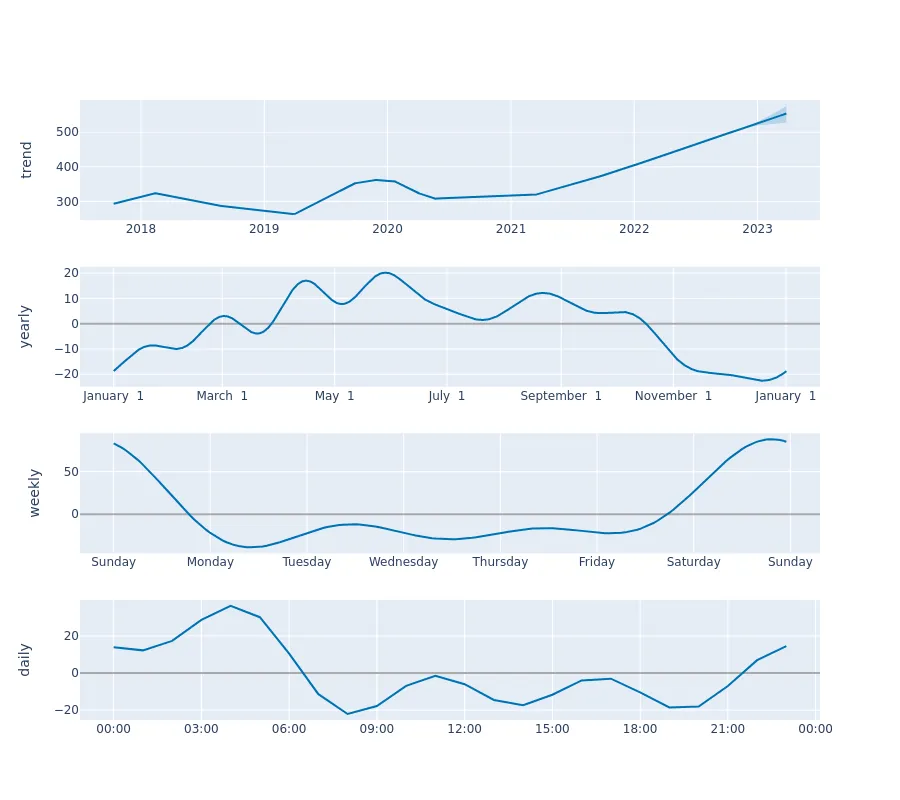 trend
500
400
300
2018 2019 2020 2021 2022 2023
yearly
20
10
0
−10
−20
January 1 March 1 May 1 July 1 September 1 November 1 January 1
weekly
50
0
Sunday Monday Tuesday Wednesday Thursday Friday Saturday Sunday
daily
20
0
−20
00:00 03:00 06:00 09:00 12:00 15:00 18:00 21:00 00:00